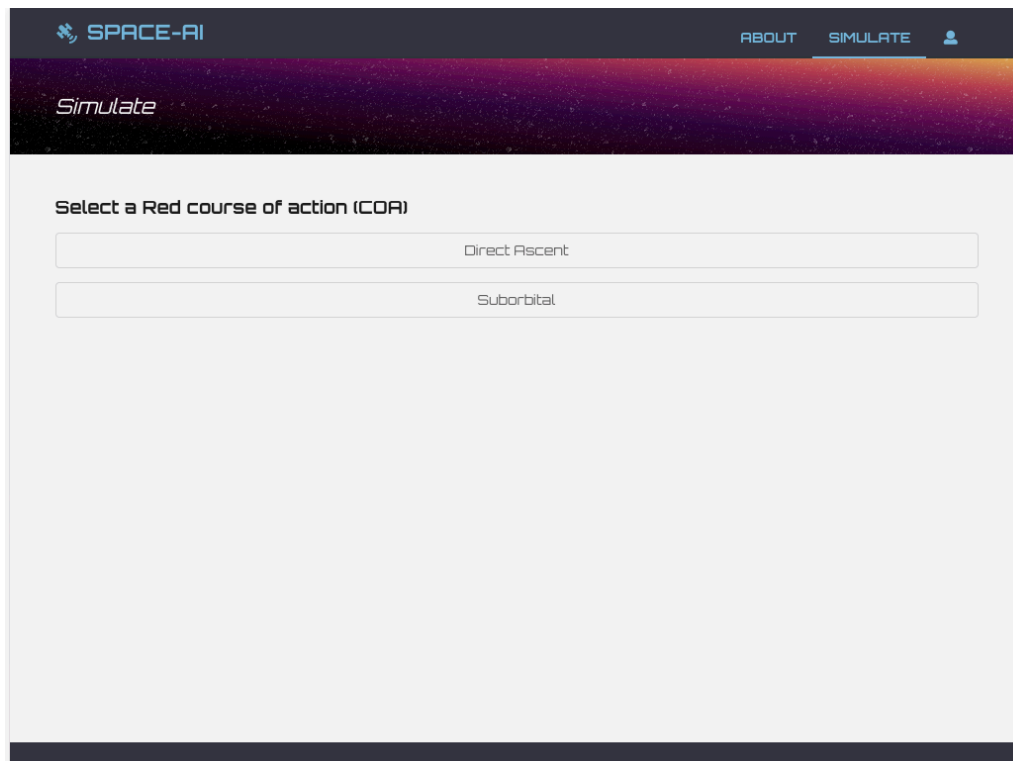 SPACE-AI
ABOUT SIMULATE
Simulate
Select a Red course of action (COA)
Direct Ascent
Suborbital